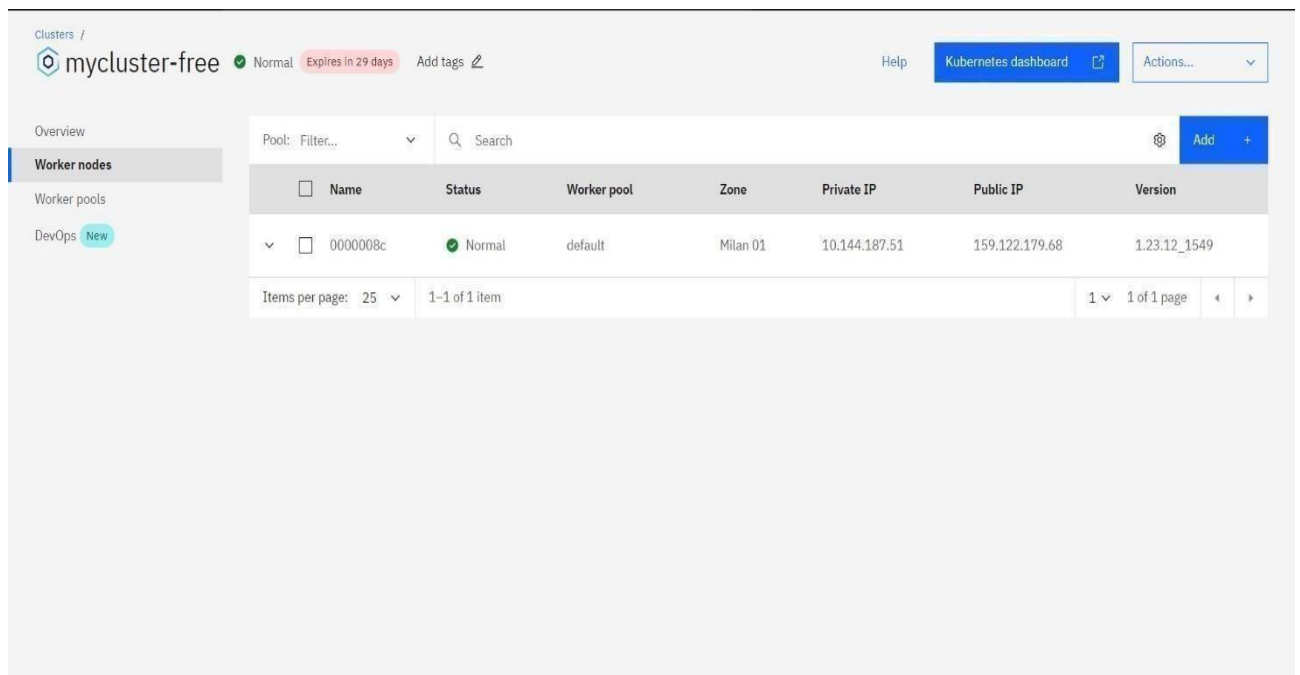 Clusters /
mycluster-free Normal Expires in 29 days Add tags Help Kubernetes dashboard Actions...
Overview
Worker nodes
Worker pools
DevOps New
Pool: Filter... Search Add +
Name Status Worker pool Zone Private IP Public IP Version
0000008c Normal default Milan 01 10.144.187.51 159.122.179.68 1.23.12_1549
Items per page: 25 1–1 of 1 item 1 1 of 1 page